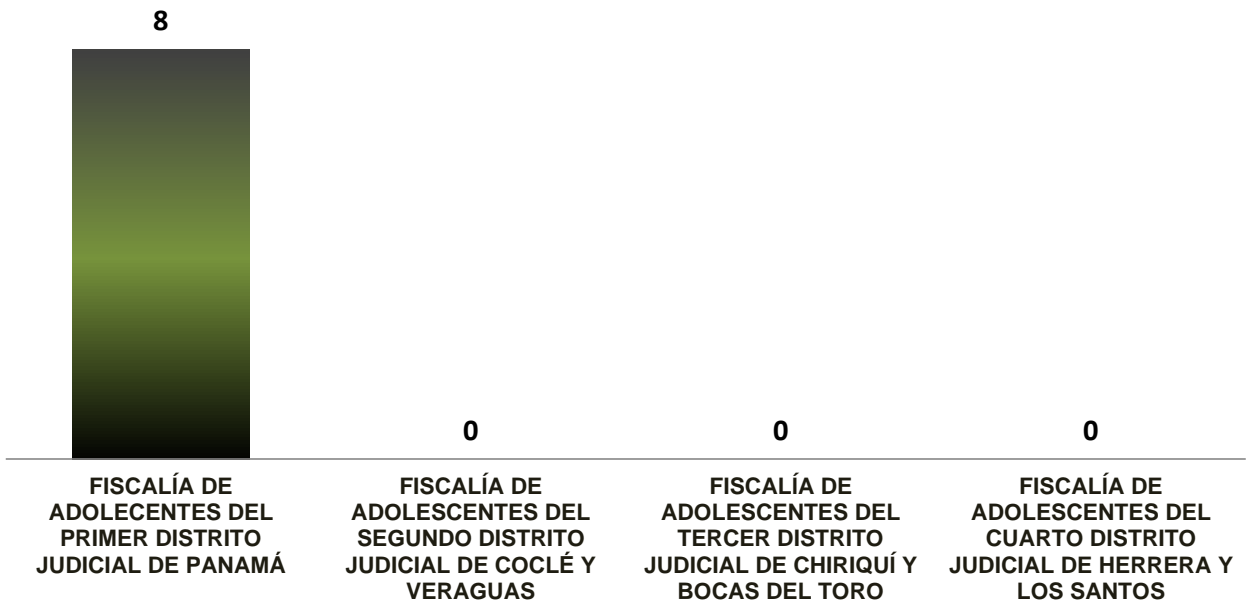 8
0
0
0
FISCALÍA DE
ADOLECENTES DEL
PRIMER DISTRITO
JUDICIAL DE PANAMÁ
FISCALÍA DE
ADOLESCENTES DEL
SEGUNDO DISTRITO
JUDICIAL DE COCLÉ Y
VERAGUAS
FISCALÍA DE
ADOLESCENTES DEL
TERCER DISTRITO
JUDICIAL DE CHIRIQUÍ Y
BOCAS DEL TORO
FISCALÍA DE
ADOLESCENTES DEL
CUARTO DISTRITO
JUDICIAL DE HERRERA Y
LOS SANTOS